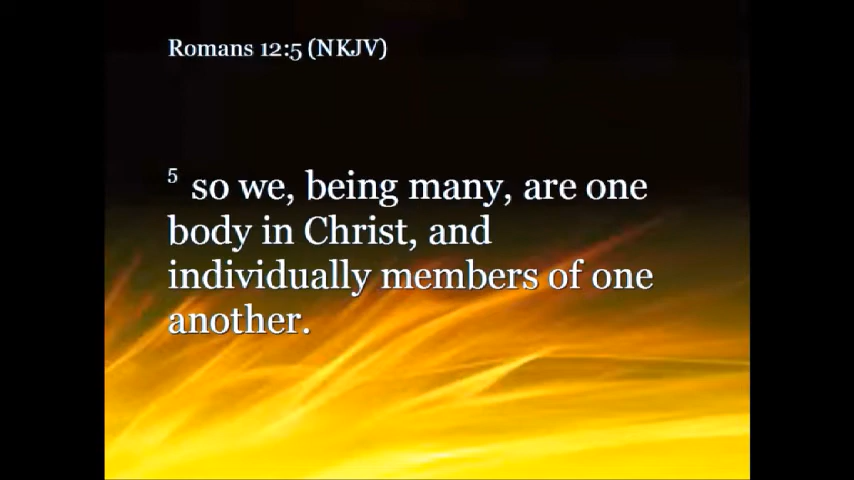 Romans 12:5 (NKJV)
5 so we, being many, are one
body in Christ, and
individually members of one
another.